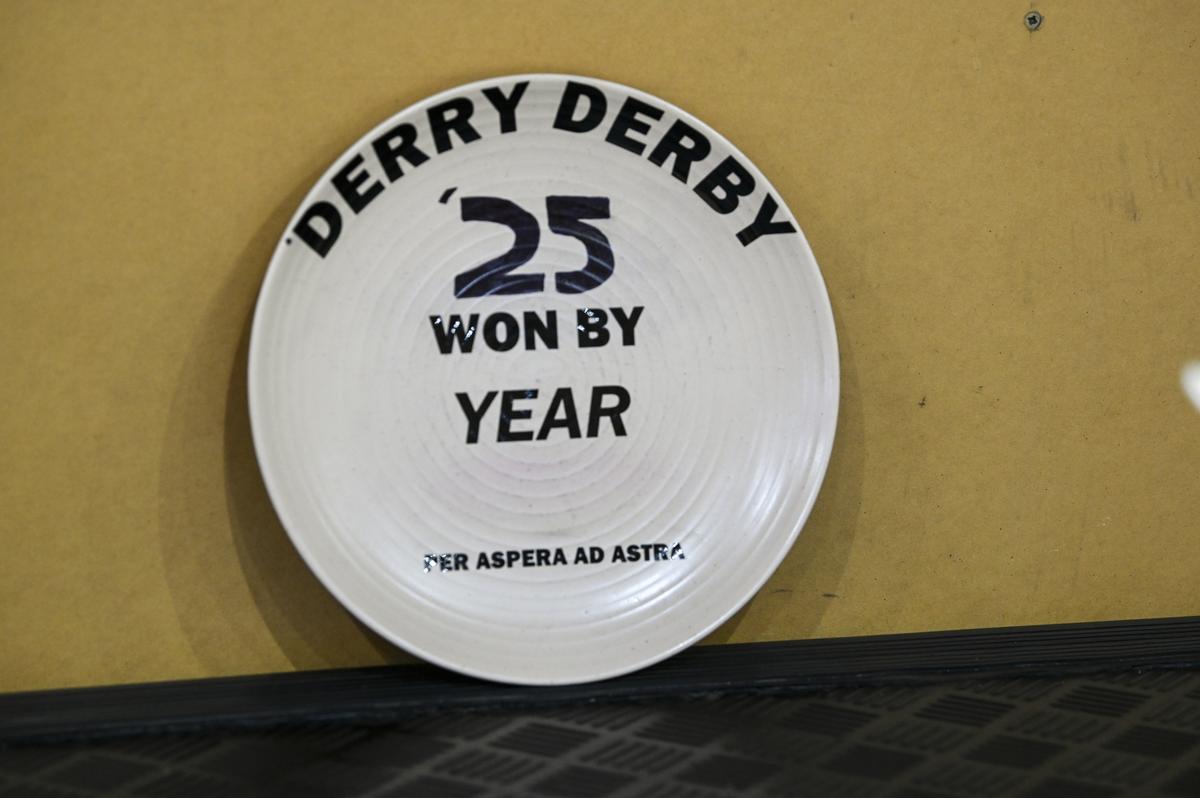 DERRY DERBY
'25
WON BY
YEAR
PER ASPERA AD ASTRA